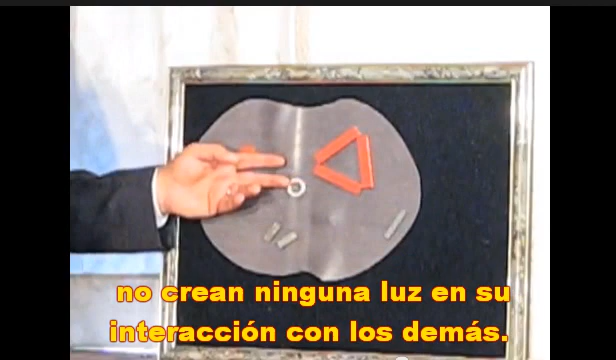 no crean ninguna luz en su
interacción con los demás.